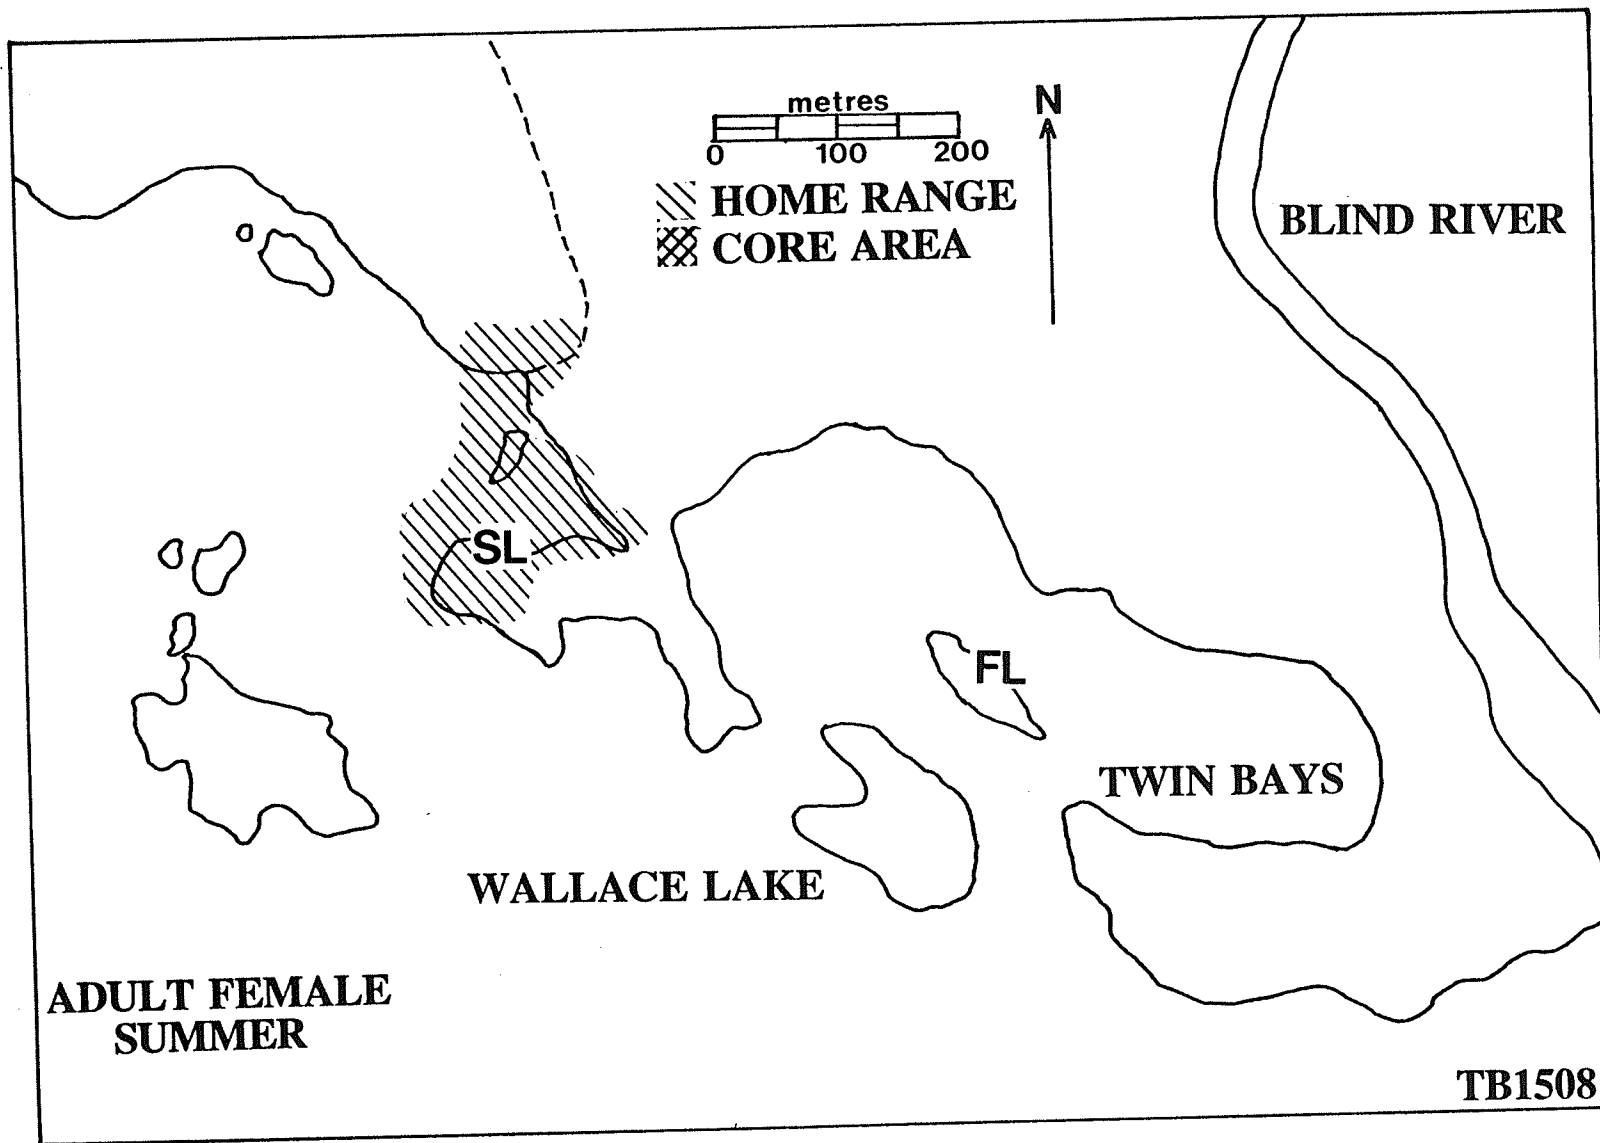 metres
0 100 200
N
HOME RANGE
CORE AREA
BLIND RIVER
SL
FL
TWIN BAYS
WALLACE LAKE
ADULT FEMALE
SUMMER
TB1508